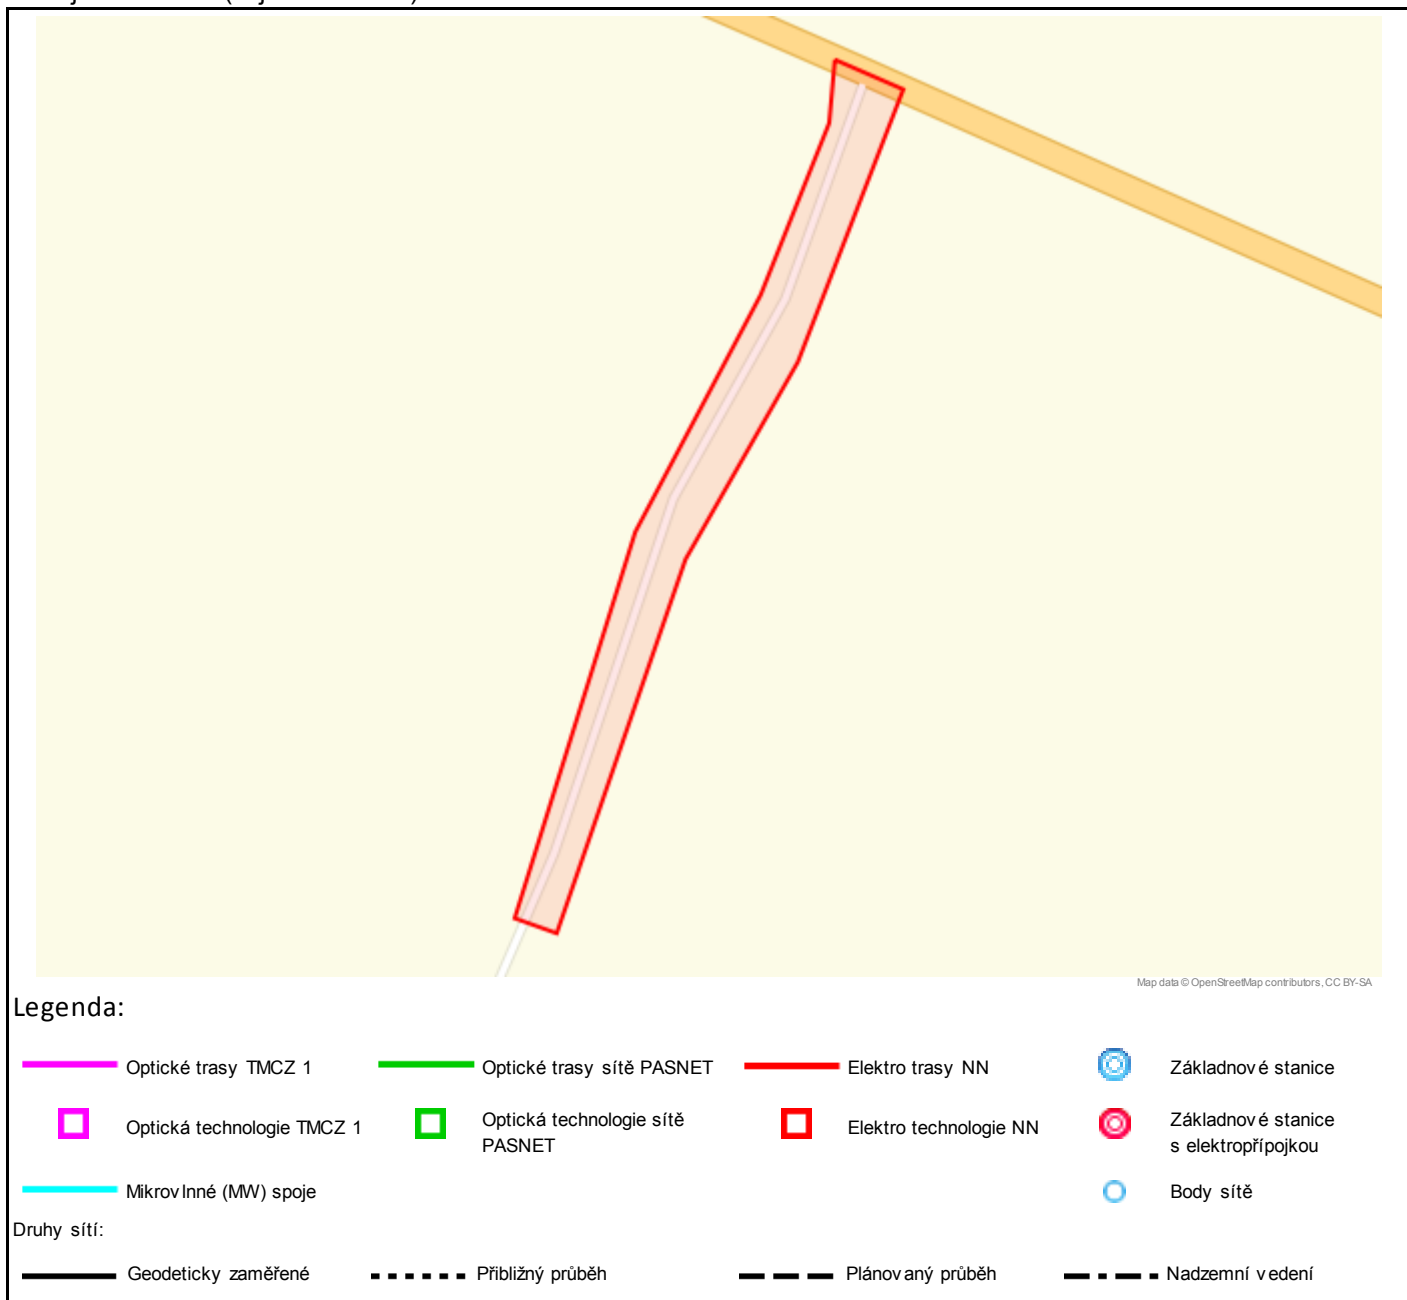 Map data © OpenStreetMap contributors, CC BY-SA
Legenda:
Optické trasy TMCZ 1
Optické trasy sítě PASNET
Elektro trasy NN
Základnové stanice
Optická technologie TMCZ 1
Optická technologie sítě
PASNET
Elektro technologie NN
Základnové stanice
s elektropřípojkou
Mikrovlnné (MW) spoje
Body sítě
Druhy sítí:
Geodeticky zaměřené
Přibližný průběh
Plánovaný průběh
Nadzemní vedení